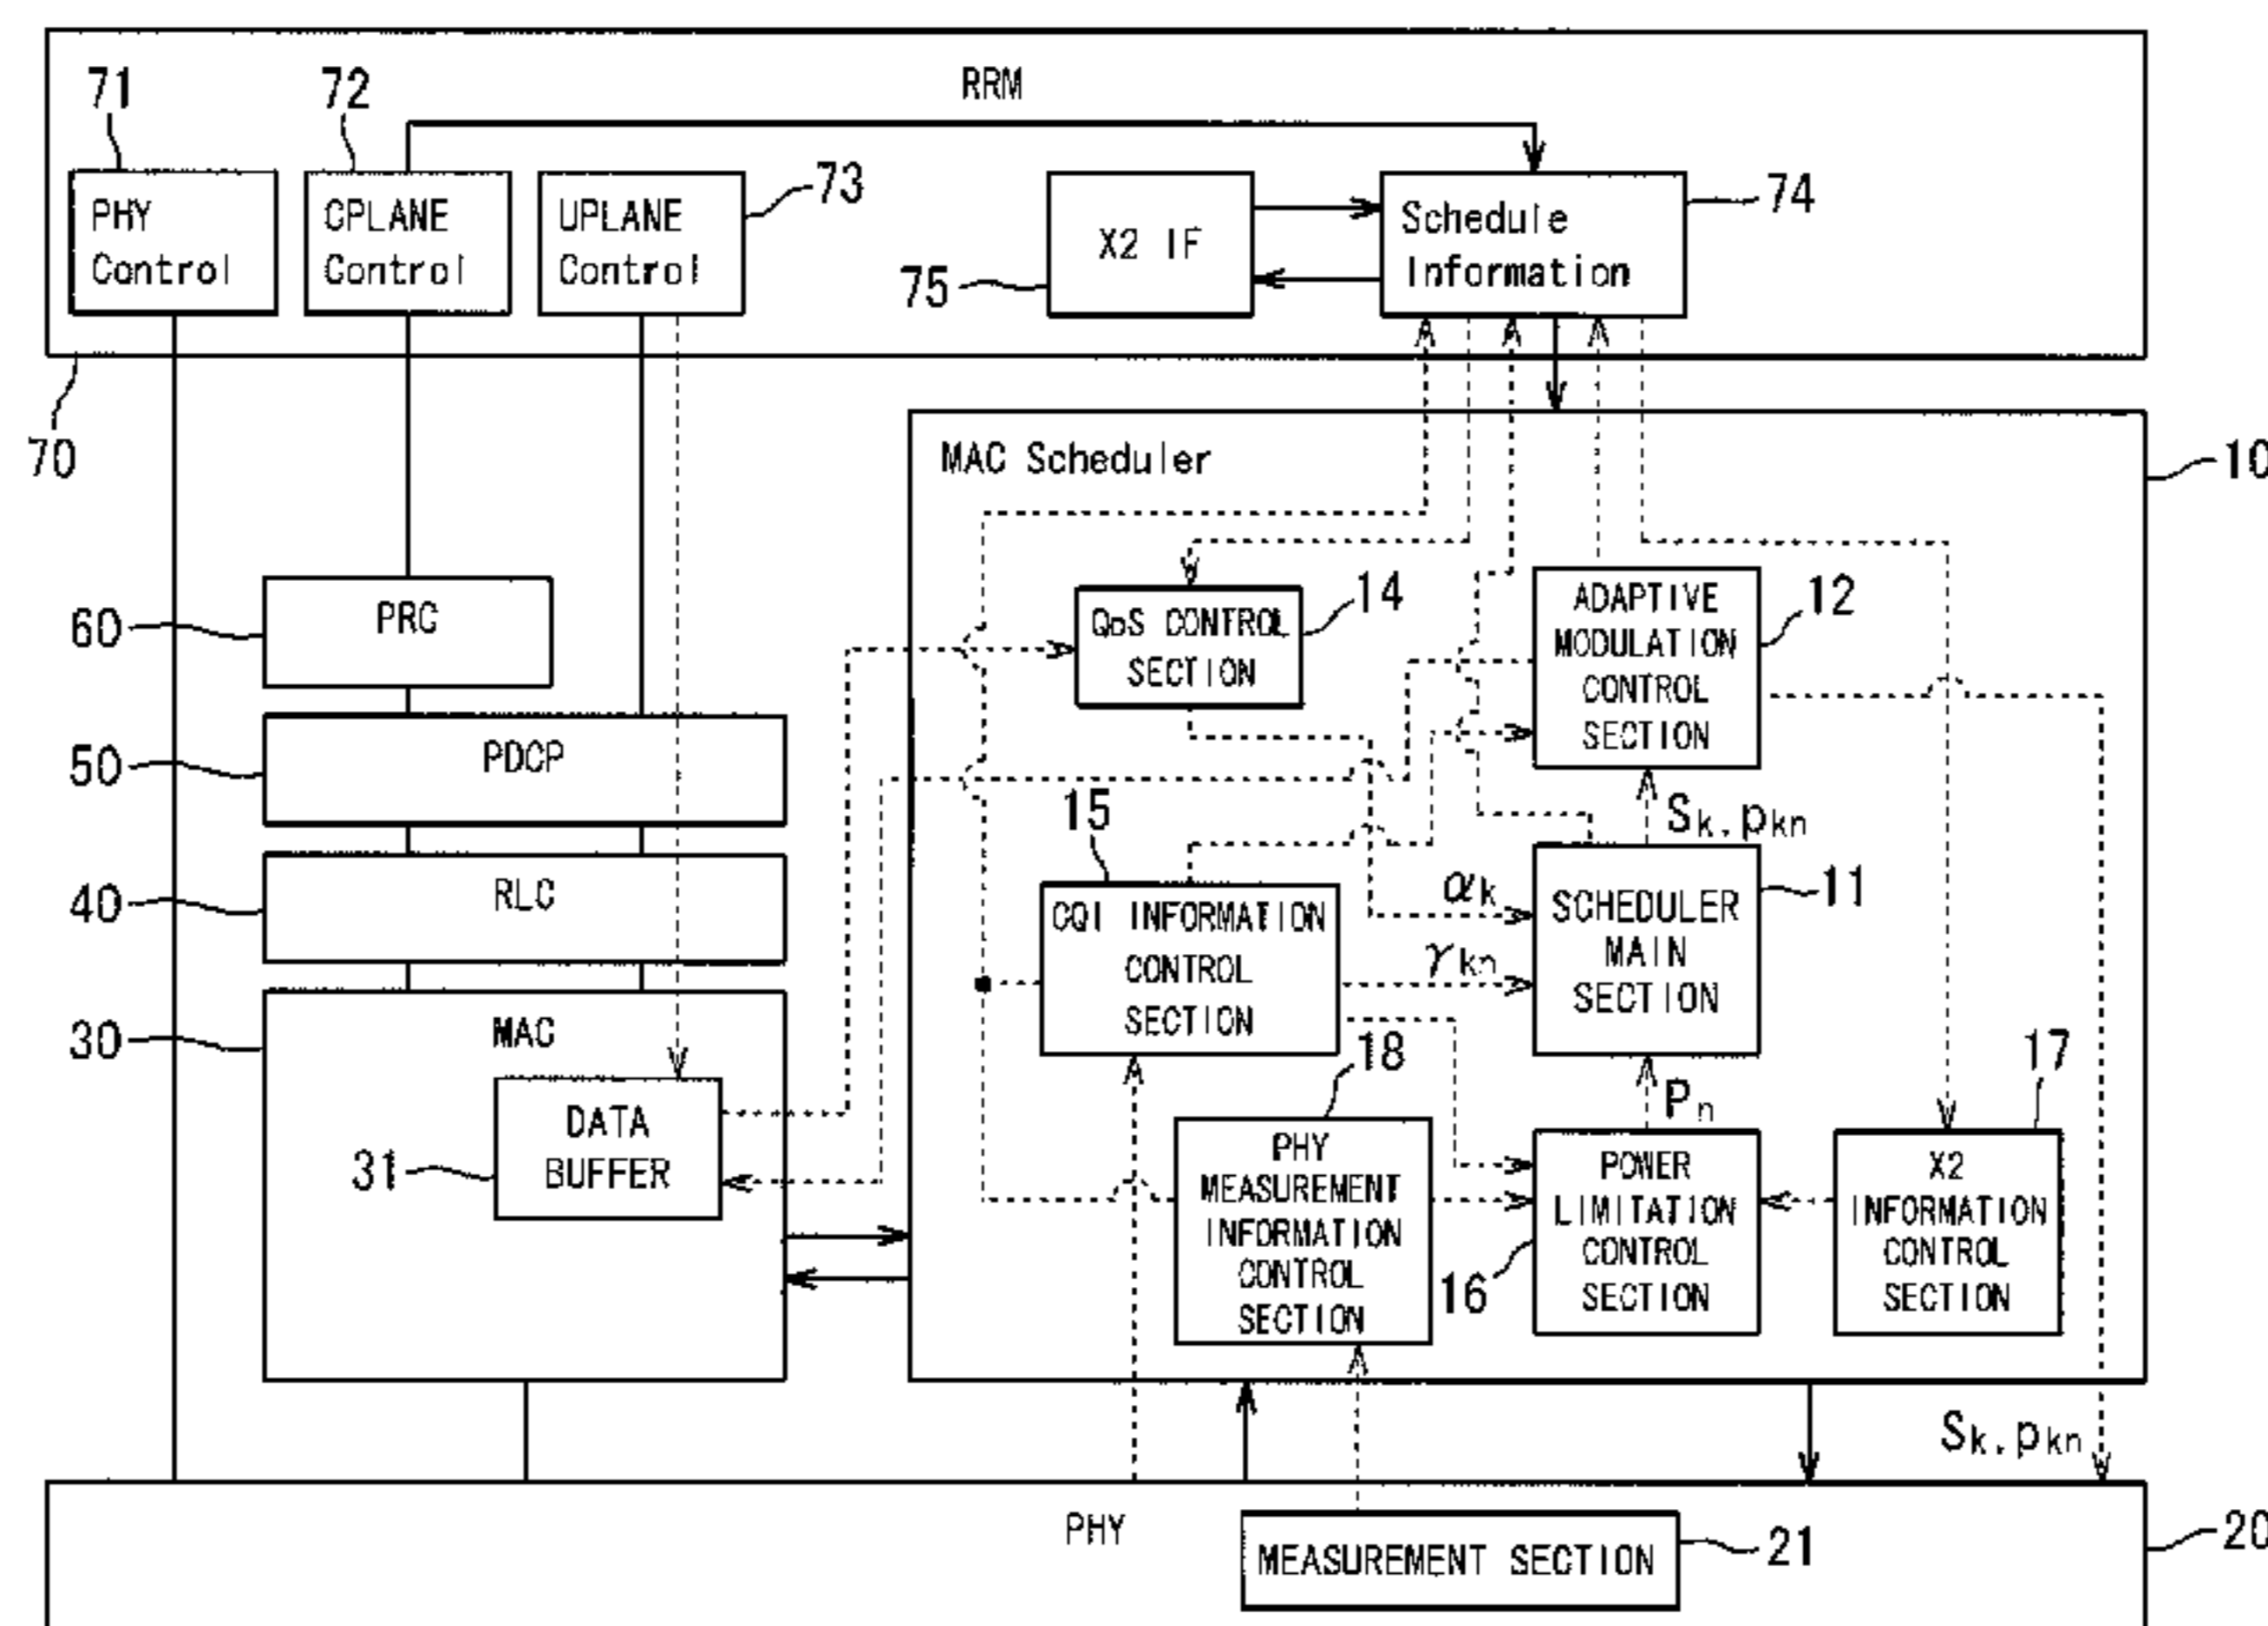 RRM
71
72
73
74
75
PHY
Control
CPLANE
Control
UPLANE
Control
X2 IF
Schedule
Information
70
MAC Scheduler
10
60
PRC
14
QoS CONTROL
SECTION
ADAPTIVE
MODULATION
CONTROL
SECTION
12
50
PDCP
15
Sk.pkn
40
RLC
CQI INFORMATION
CONTROL
SECTION
αk
γkn
SCHEDULER
MAIN
SECTION
11
30
MAC
18
Pn
17
31
DATA
BUFFER
PHY
MEASUREMENT
INFORMATION
CONTROL
SECTION
16
POWER
LIMITATION
CONTROL
SECTION
X2
INFORMATION
CONTROL
SECTION
Sk.pkn
PHY
MEASUREMENT SECTION
21
20